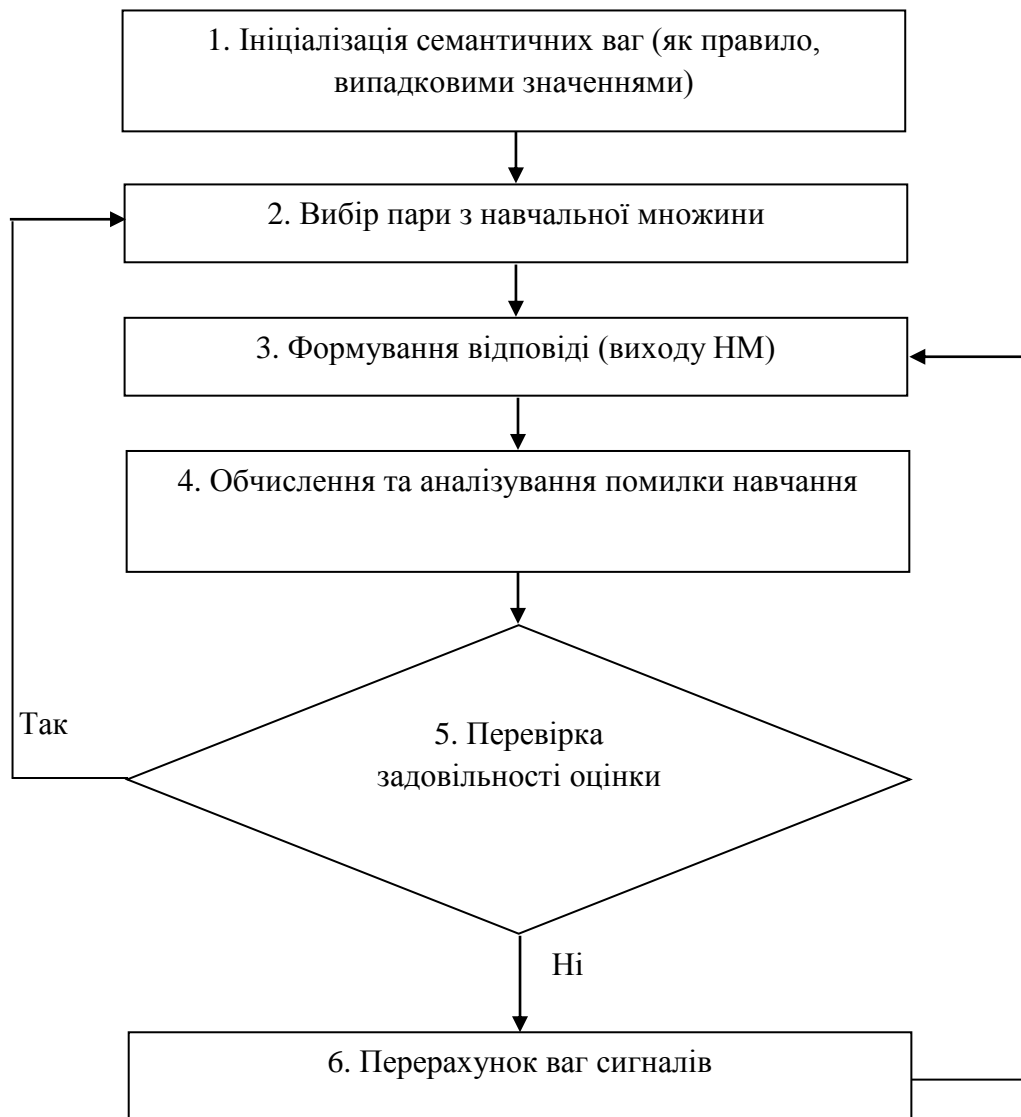 1. Ініціалізація семантичних ваг (як правило,
випадковими значеннями)
2. Вибір пари з навчальної множини
3. Формування відповіді (виходу НМ)
4. Обчислення та аналізування помилки навчання
Так
5. Перевірка
задовільності оцінки
Ні
6. Перерахунок ваг сигналів